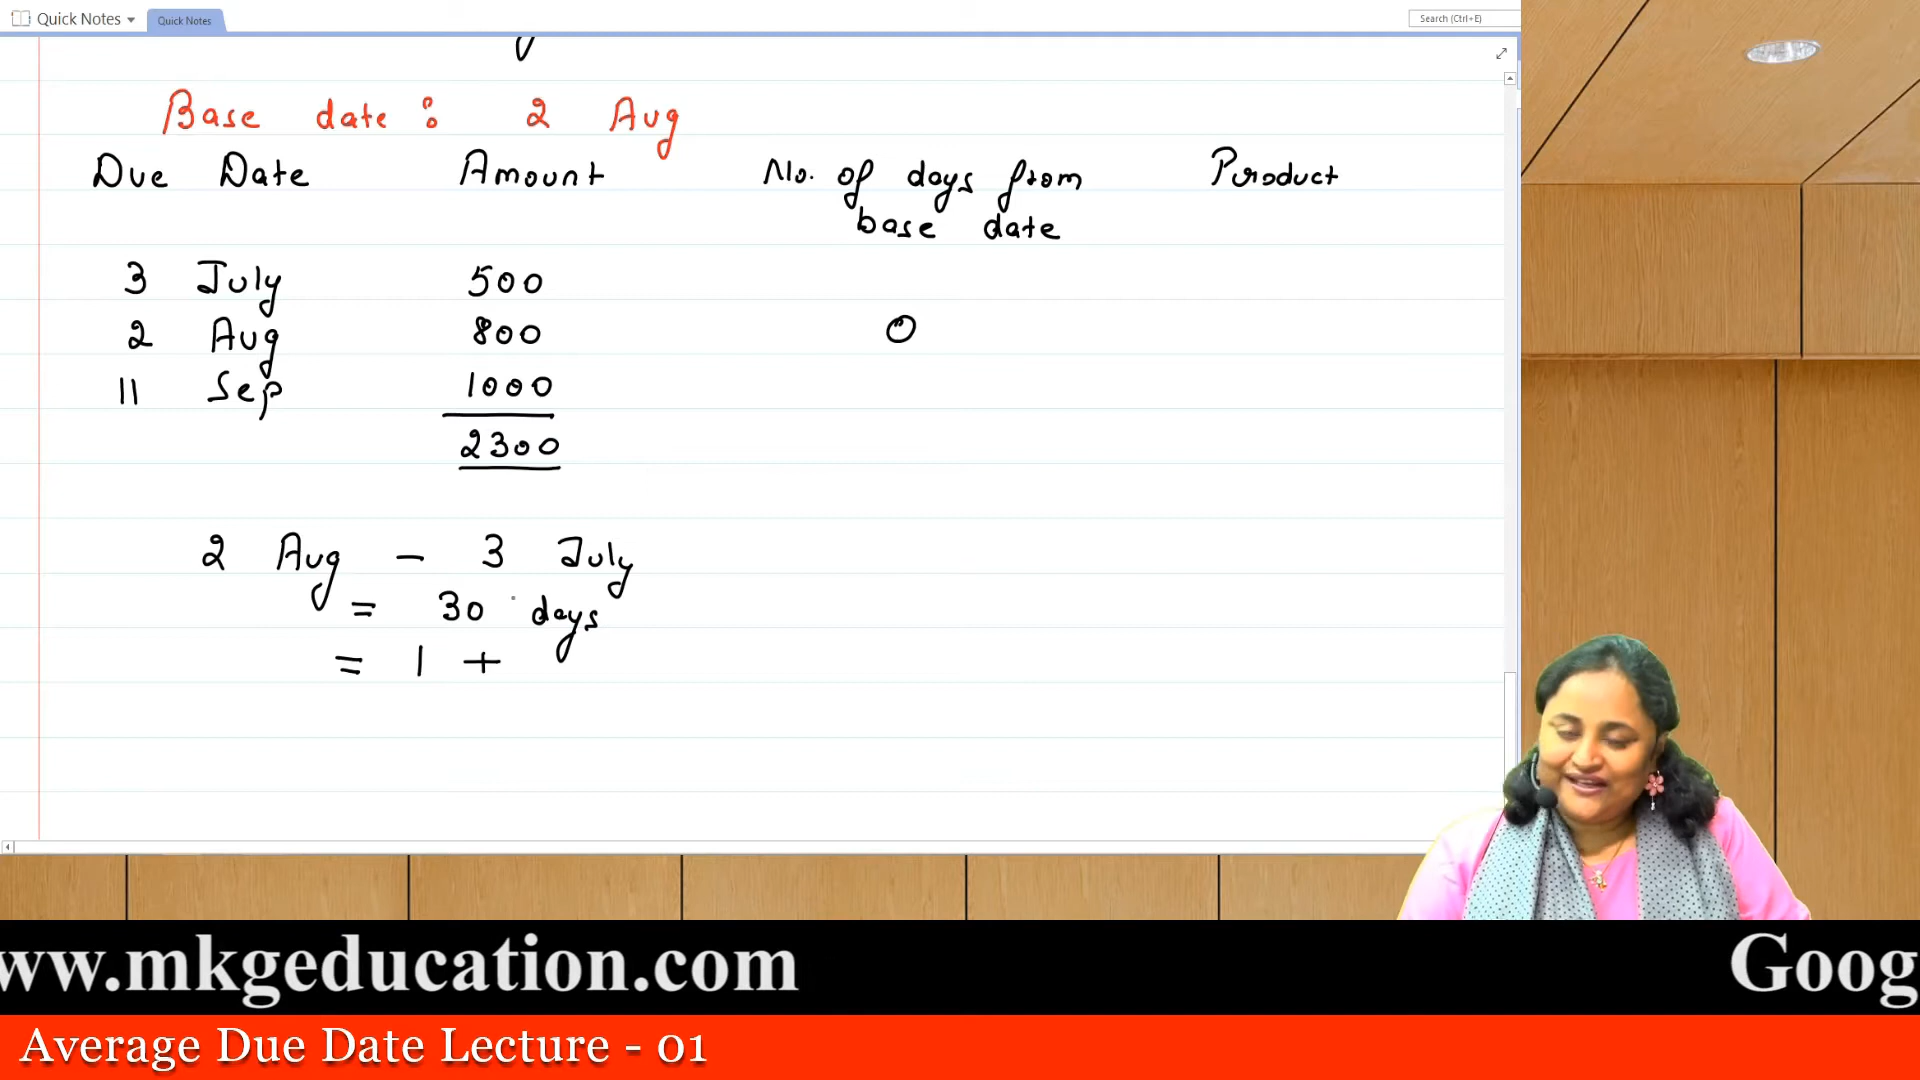 Quick Notes
Quick Notes
Search (Ctrl+E)
Base date : 2 Aug
Due Date Amount No. of days from base date Product
3 July 500
2 Aug 800 0
11 Sep 1000
2300
2 Aug - 3 July
= 30 days
= 1 +
www.mkgeducation.com Goog
Average Due Date Lecture - 01